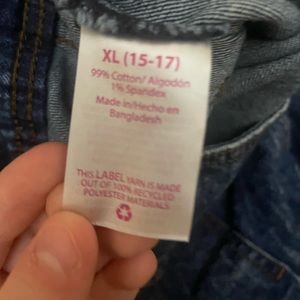 XL (15-17)
99% Cotton/ Algodón
1% Spandex
Made in/Hecho en
Bangladesh
THIS LABEL YARN IS MADE
OUT OF 100% RECYCLED
POLYESTER MATERIALS